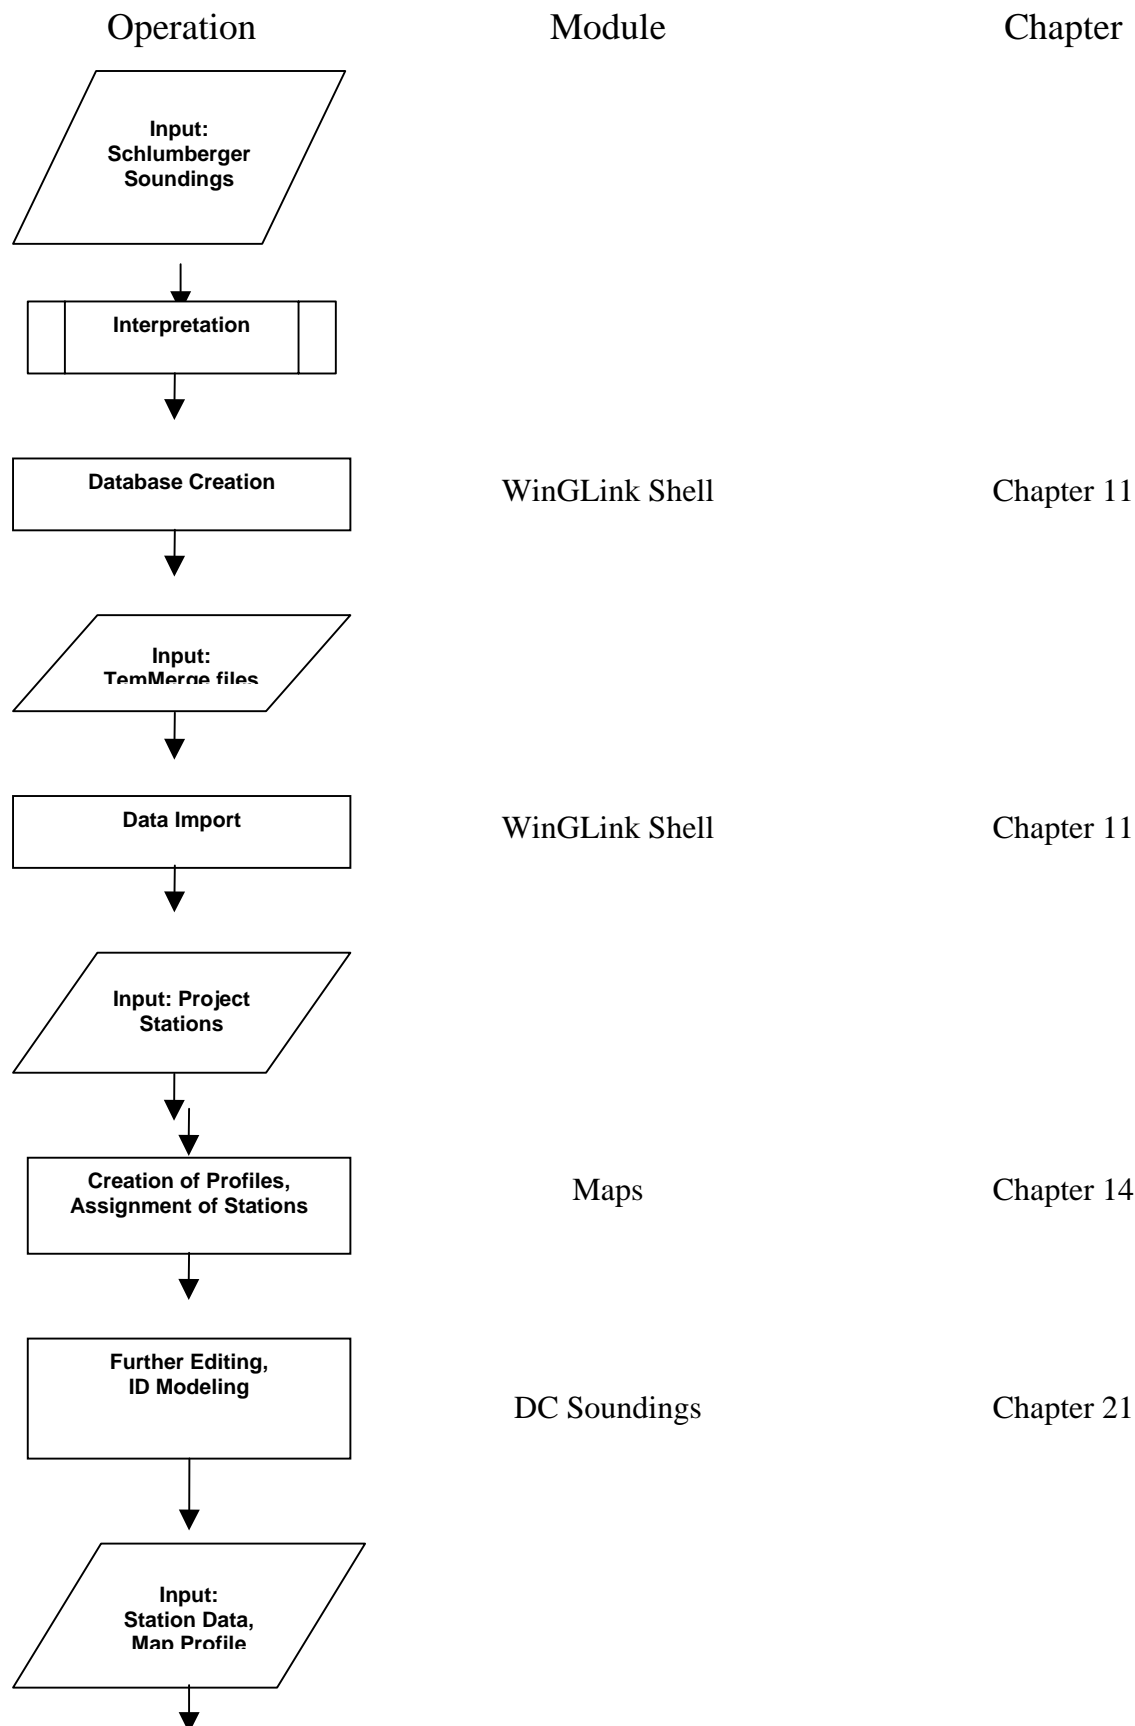 Operation Module Chapter
Input:
Schlumberger
Soundings
Interpretation
Database Creation
WinGLink Shell Chapter 11
Input:
TemMerge files
Data Import
WinGLink Shell Chapter 11
Input: Project
Stations
Creation of Profiles,
Assignment of Stations
Maps Chapter 14
Further Editing,
ID Modeling
DC Soundings Chapter 21
Input:
Station Data,
Map Profile